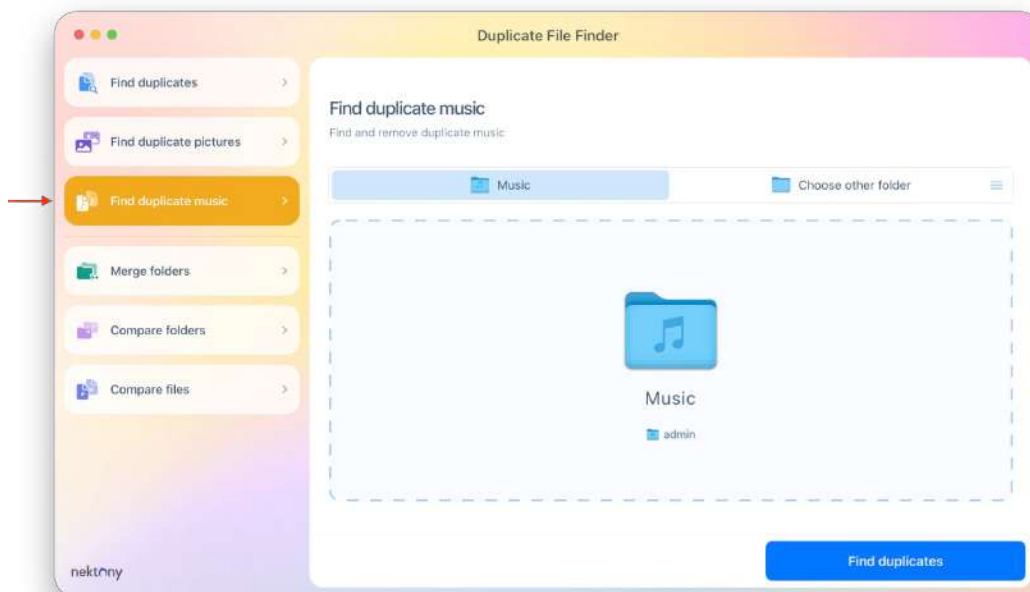 Duplicate File Finder
Find duplicates
Find duplicate pictures
Find duplicate music
Merge folders
Compare folders
Compare files
nektony
Find duplicate music
Find and remove duplicate music
Music
Choose other folder
Music
admin
Find duplicates